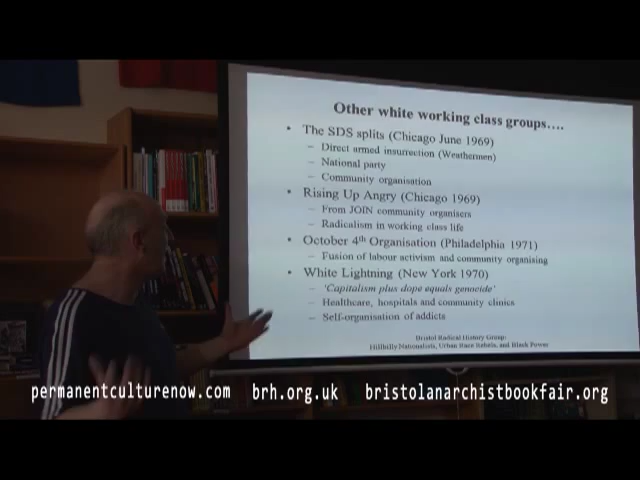 Other white working class groups….
• The SDS splits (Chicago June 1969)
– Direct armed insurrection (Weathermen)
– National party
– Community organisation
• Rising Up Angry (Chicago 1969)
– From JOIN community organisers
– Radicalism in working class life
• October 4th Organisation (Philadelphia 1971)
– Fusion of labour activism and community organising
• White Lightning (New York 1970)
– ‘Capitalism plus dope equals genocide’
– Healthcare, hospitals and community clinics
– Self-organisation of addicts
Bristol Radical History Group:
Hillbilly Nationalists, Urban Race Rebels, and Black Power
permanentculturenow.com brh.org.uk bristolanarchistbookfair.org